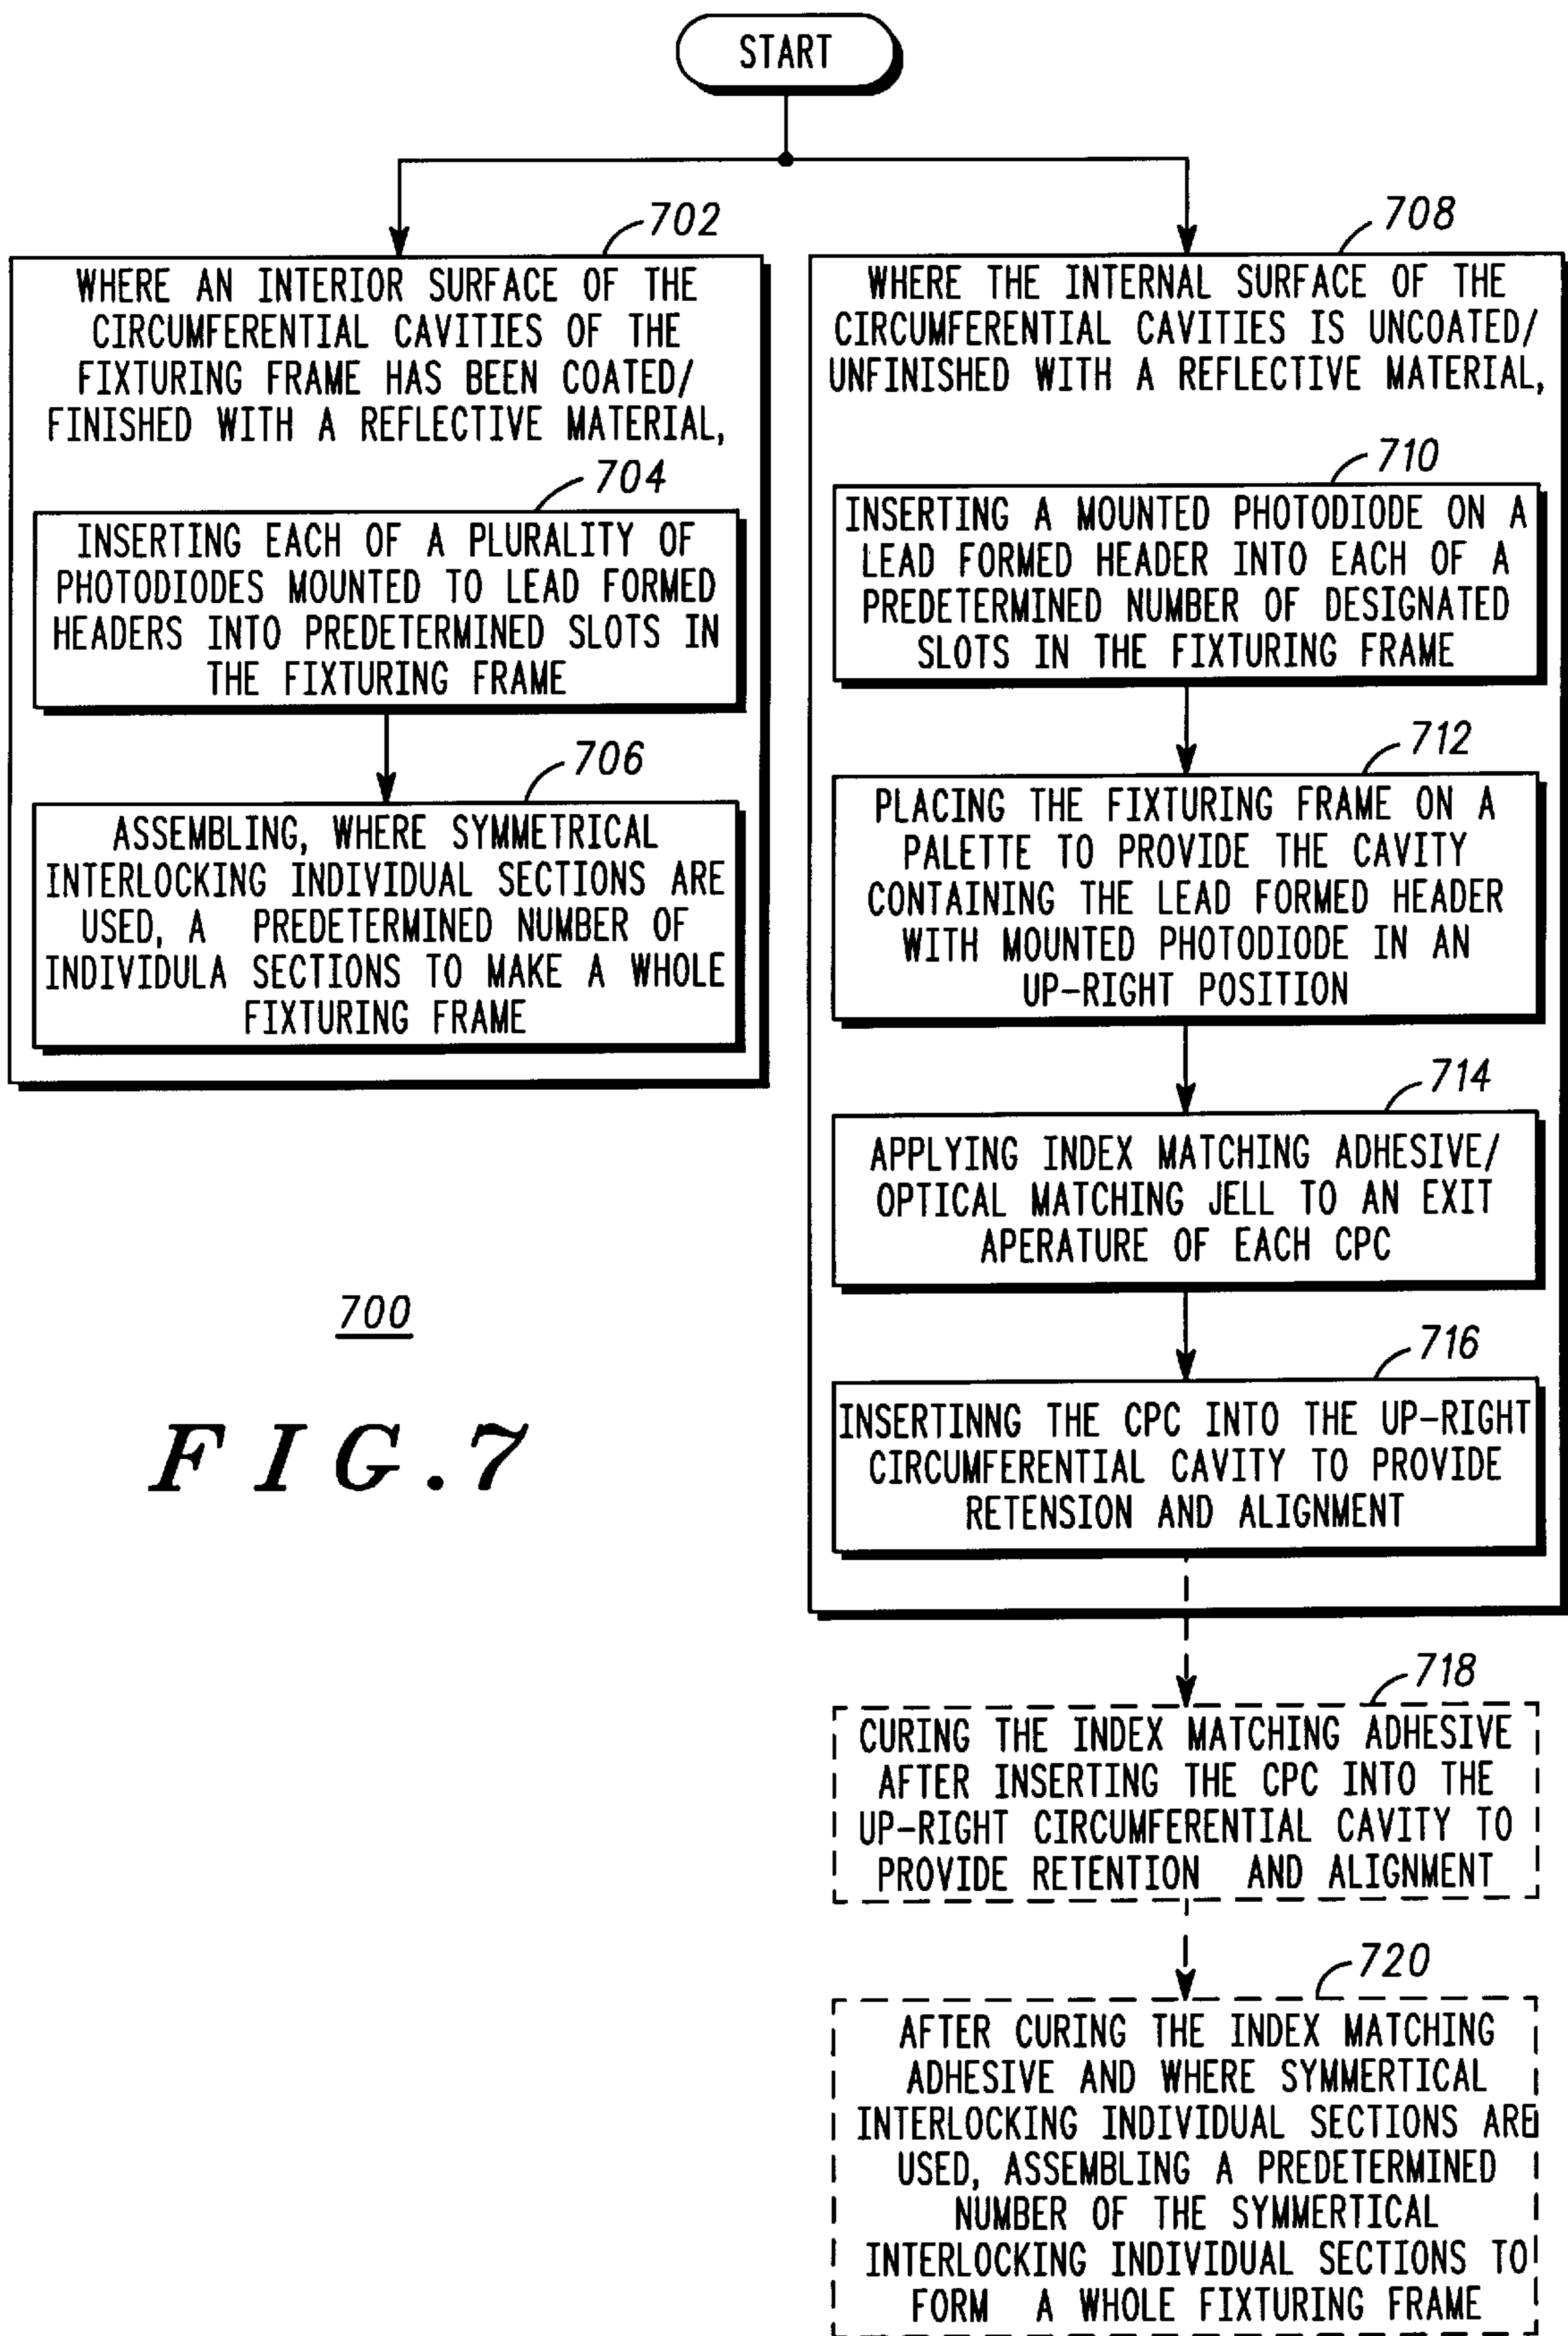 START
702
WHERE AN INTERIOR SURFACE OF THE
CIRCUMFERENTIAL CAVITIES OF THE
FIXTURING FRAME HAS BEEN COATED/
FINISHED WITH A REFLECTIVE MATERIAL,
704
INSERTING EACH OF A PLURALITY OF
PHOTODIODES MOUNTED TO LEAD FORMED
HEADERS INTO PREDETERMINED SLOTS IN
THE FIXTURING FRAME
706
ASSEMBLING, WHERE SYMMETRICAL
INTERLOCKING INDIVIDUAL SECTIONS ARE
USED, A PREDETERMINED NUMBER OF
INDIVIDULA SECTIONS TO MAKE A WHOLE
FIXTURING FRAME
708
WHERE THE INTERNAL SURFACE OF THE
CIRCUMFERENTIAL CAVITIES IS UNCOATED/
UNFINISHED WITH A REFLECTIVE MATERIAL,
710
INSERTING A MOUNTED PHOTODIODE ON A
LEAD FORMED HEADER INTO EACH OF A
PREDETERMINED NUMBER OF DESIGNATED
SLOTS IN THE FIXTURING FRAME
712
PLACING THE FIXTURING FRAME ON A
PALETTE TO PROVIDE THE CAVITY
CONTAINING THE LEAD FORMED HEADER
WITH MOUNTED PHOTODIODE IN AN
UP-RIGHT POSITION
714
APPLYING INDEX MATCHING ADHESIVE/
OPTICAL MATCHING JELL TO AN EXIT
APERATURE OF EACH CPC
716
INSERTINNG THE CPC INTO THE UP-RIGHT
CIRCUMFERENTIAL CAVITY TO PROVIDE
RETENSION AND ALIGNMENT
718
CURING THE INDEX MATCHING ADHESIVE
AFTER INSERTING THE CPC INTO THE
UP-RIGHT CIRCUMFERENTIAL CAVITY TO
PROVIDE RETENTION AND ALIGNMENT
720
AFTER CURING THE INDEX MATCHING
ADHESIVE AND WHERE SYMMERTICAL
INTERLOCKING INDIVIDUAL SECTIONS ARE
USED, ASSEMBLING A PREDETERMINED
NUMBER OF THE SYMMERTICAL
INTERLOCKING INDIVIDUAL SECTIONS TO
FORM A WHOLE FIXTURING FRAME
700
FIG.7